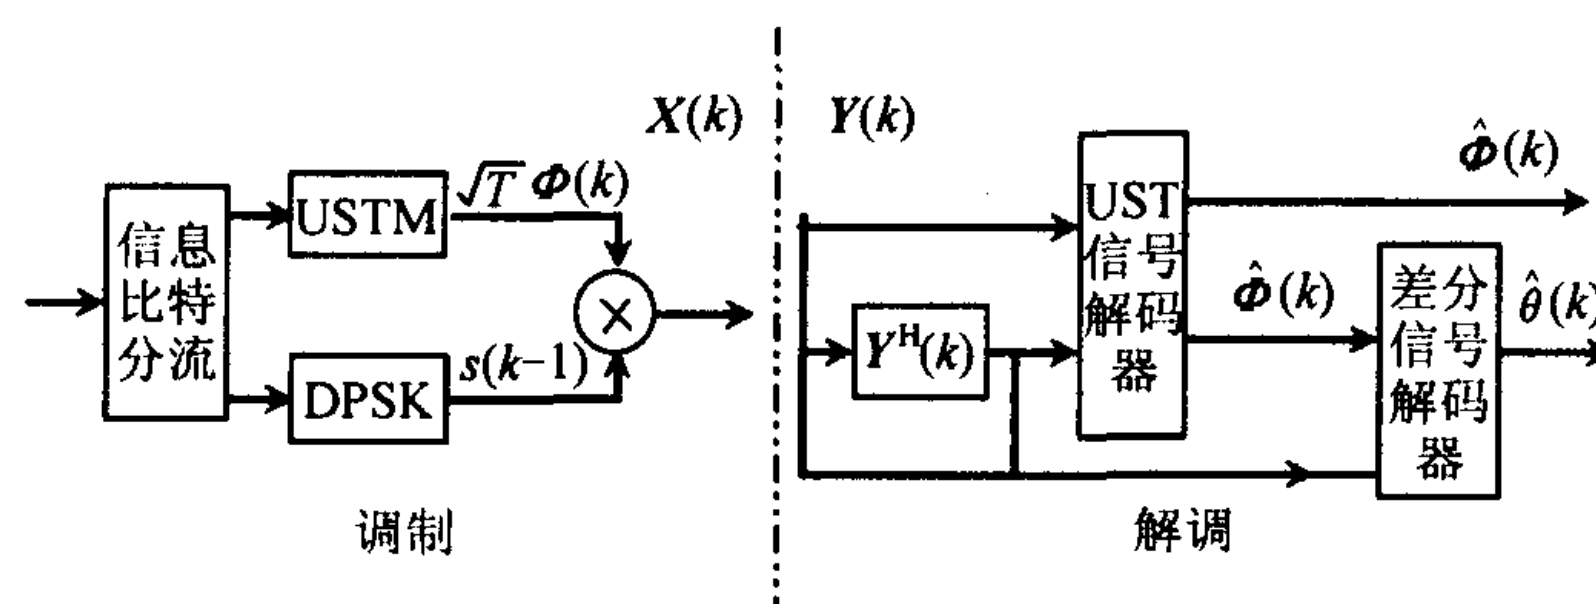 X(k)
Y(k)
信息
比特
分流
USTM
√T Φ(k)
DPSK
s(k−1)
×
调制
Y^H(k)
UST
信号
解码
器
Φ̂(k)
Φ̂(k)
差分
信号
解码
器
θ̂(k)
解调